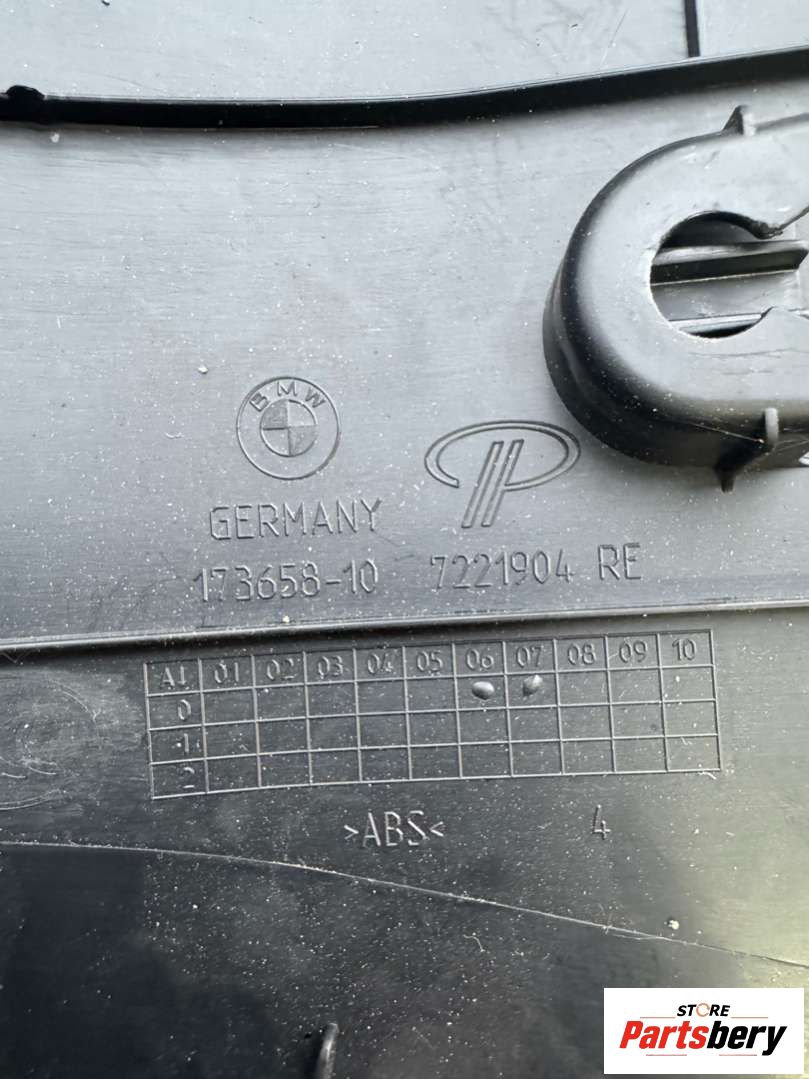 BMW
GERMANY
173658-10 7221904 RE
AI 01 02 03 04 05 06 07 08 09 10
0
1
2
>ABS< 4
STORE
Partsbery